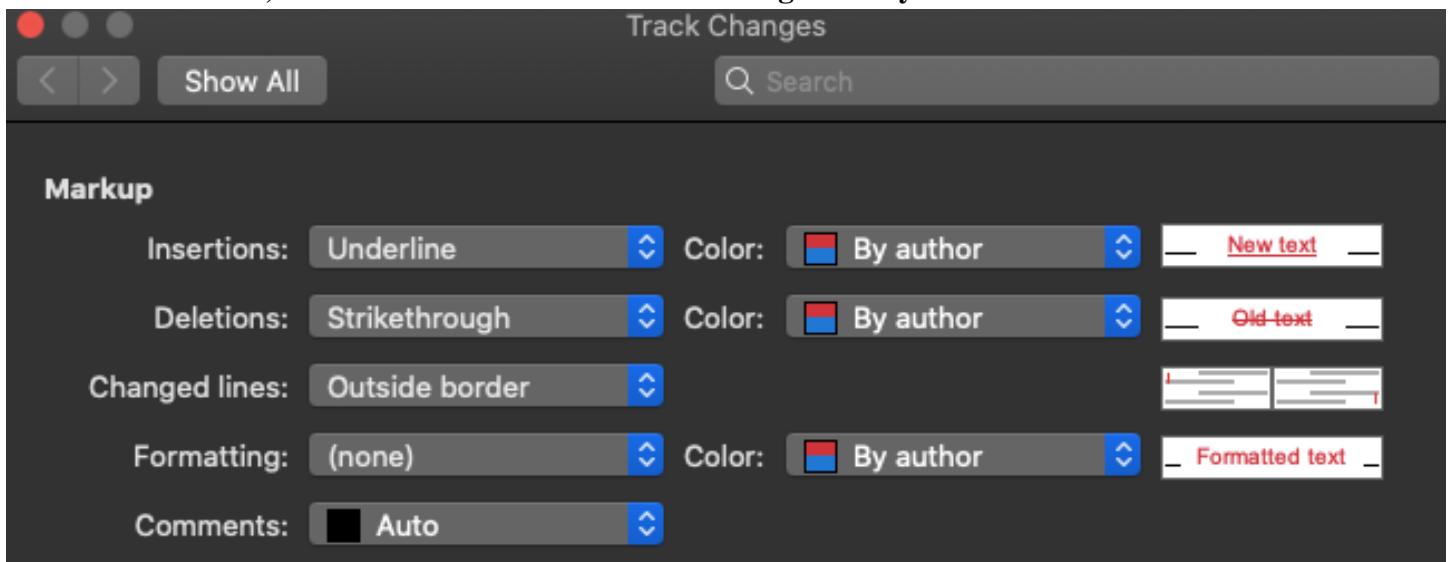 Track Changes
< > Show All Search
Markup
Insertions: Underline Color: By author New text
Deletions: Strikethrough Color: By author Old text
Changed lines: Outside border
Formatting: (none) Color: By author Formatted text
Comments: Auto